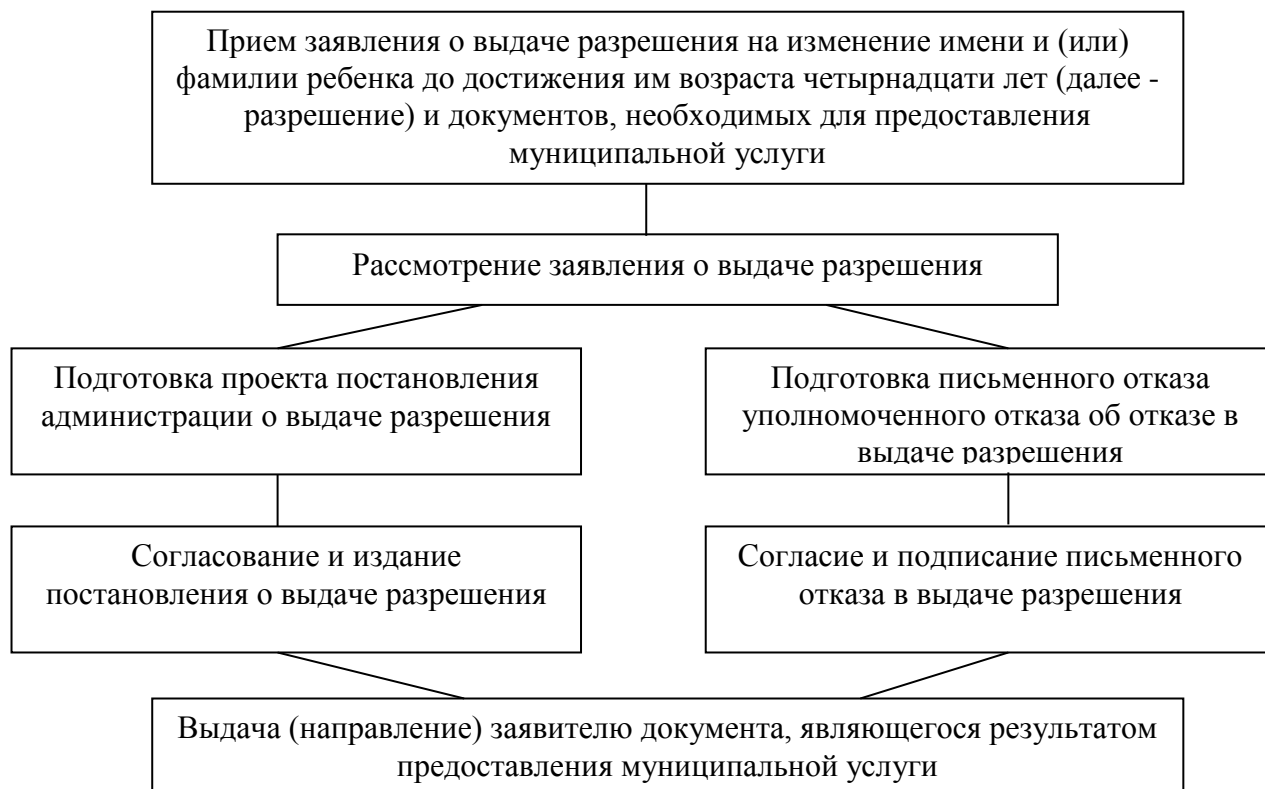 Прием заявления о выдаче разрешения на изменение имени и (или)
фамилии ребенка до достижения им возраста четырнадцати лет (далее -
разрешение) и документов, необходимых для предоставления
муниципальной услуги
Рассмотрение заявления о выдаче разрешения
Подготовка проекта постановления
администрации о выдаче разрешения
Подготовка письменного отказа
уполномоченного отказа об отказе в
выдаче разрешения
Согласование и издание
постановления о выдаче разрешения
Согласие и подписание письменного
отказа в выдаче разрешения
Выдача (направление) заявителю документа, являющегося результатом
предоставления муниципальной услуги